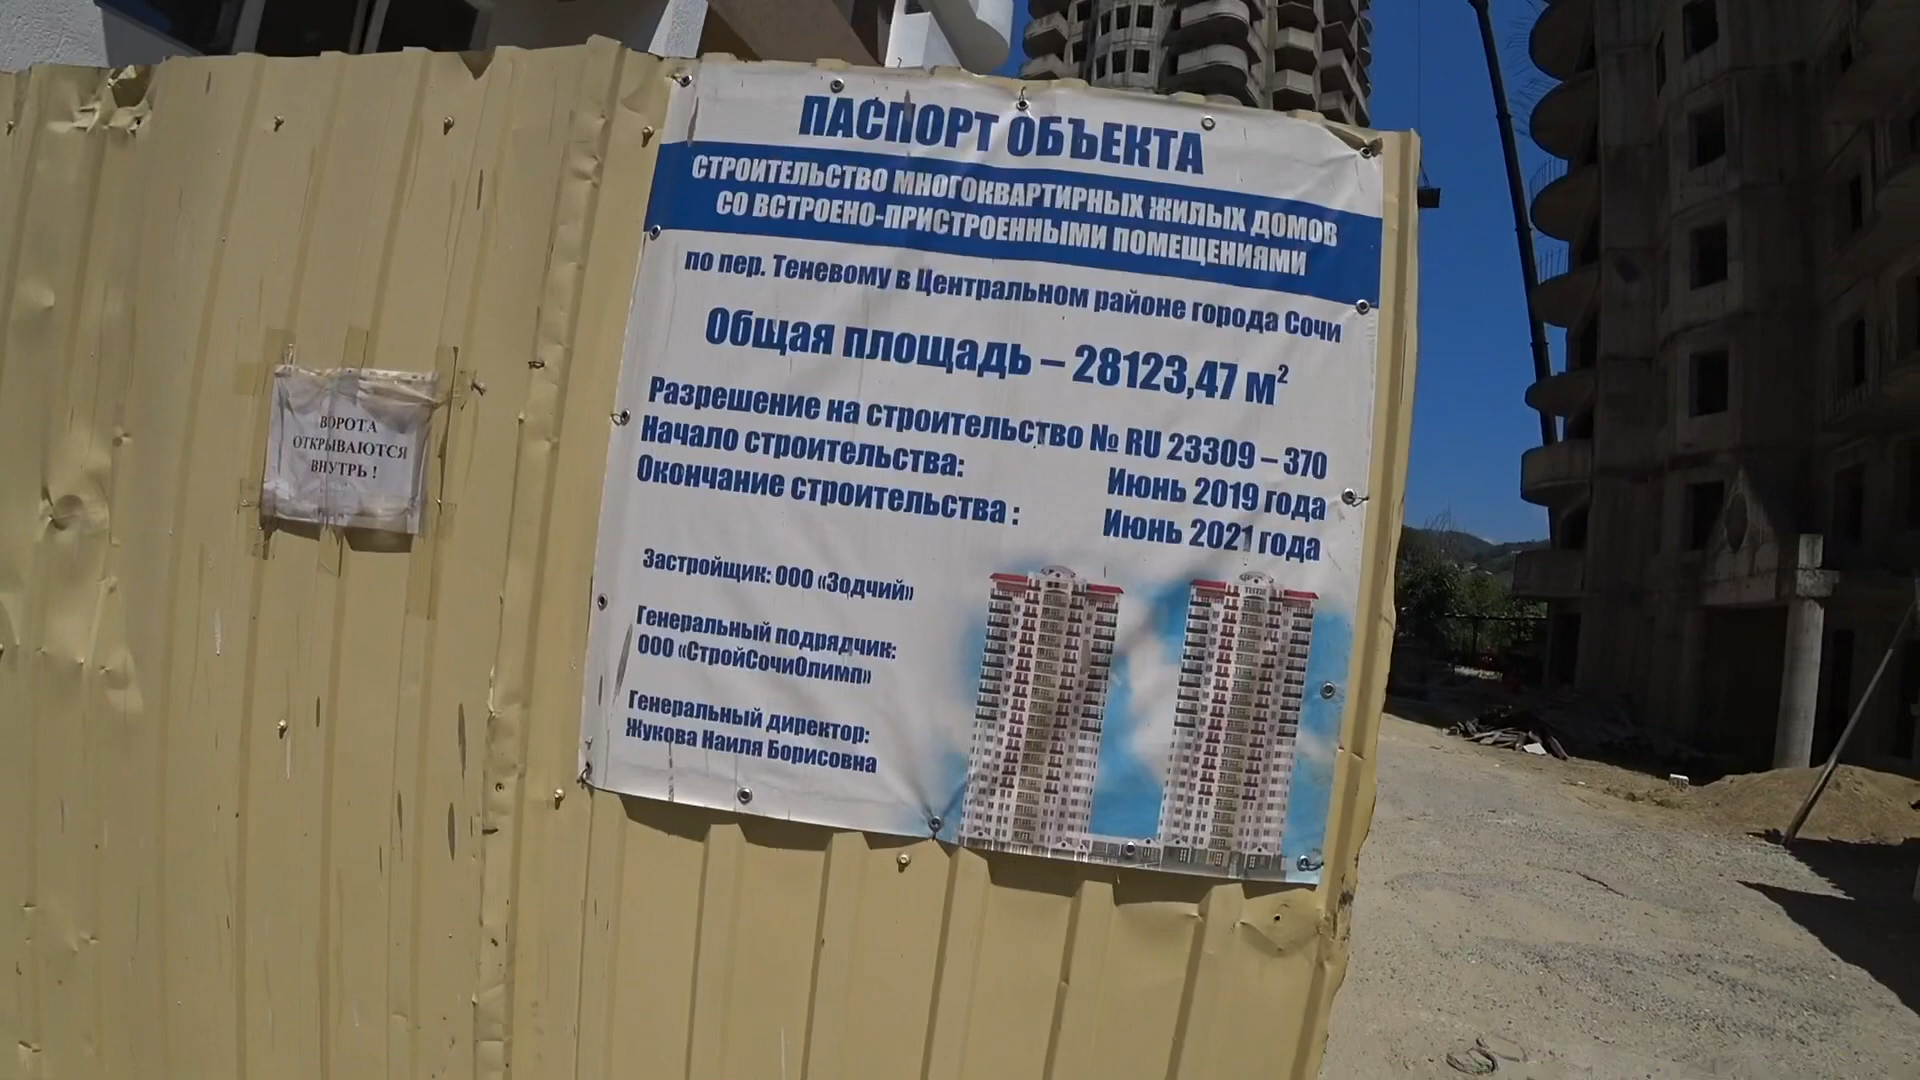 ПАСПОРТ ОБЪЕКТА
СТРОИТЕЛЬСТВО МНОГОКВАРТИРНЫХ ЖИЛЫХ ДОМОВ
СО ВСТРОЕНО-ПРИСТРОЕННЫМИ ПОМЕЩЕНИЯМИ
по пер. Теневому в Центральном районе города Сочи
Общая площадь – 28123,47 м²
Разрешение на строительство № RU 23309 – 370
Начало строительства: Июнь 2019 года
Окончание строительства : Июнь 2021 года
Застройщик: ООО «Зодчий»
Генеральный подрядчик:
ООО «СтройСочиОлимп»
Генеральный директор:
Жукова Наиля Борисовна
ВОРОТА
ОТКРЫВАЮТСЯ
ВНУТРЬ !